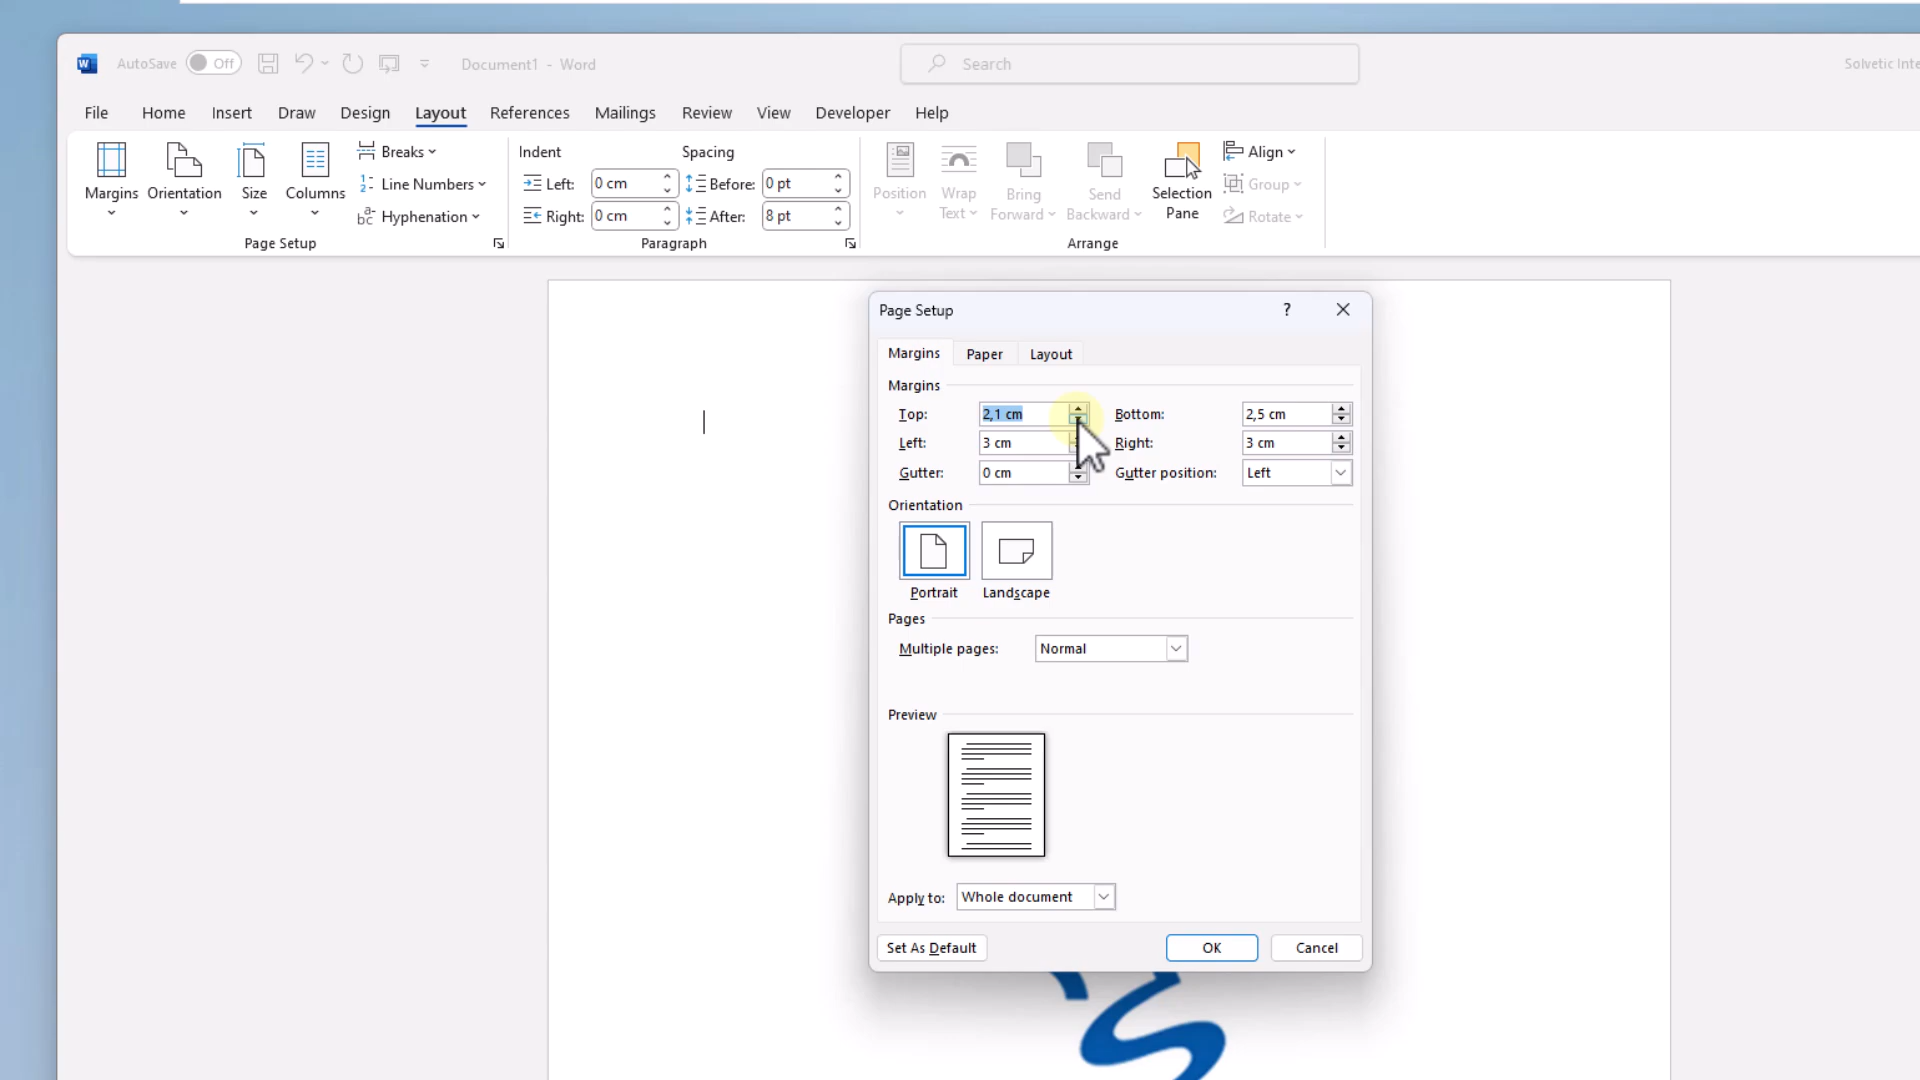 AutoSave Off Document1 - Word Search Solvetic Inte
File Home Insert Draw Design Layout References Mailings Review View Developer Help
Margins Orientation Size Columns
Breaks
Line Numbers
Hyphenation
Page Setup
Indent Spacing
Left: 0 cm Before: 0 pt
Right: 0 cm After: 8 pt
Paragraph
Position Wrap Text Bring Forward Send Backward Selection Pane
Align
Group
Rotate
Arrange
Page Setup ?
Margins Paper Layout
Margins
Top: 2,1 cm Bottom: 2,5 cm
Left: 3 cm Right: 3 cm
Gutter: 0 cm Gutter position: Left
Orientation
Portrait Landscape
Pages
Multiple pages: Normal
Preview
Apply to: Whole document
Set As Default OK Cancel